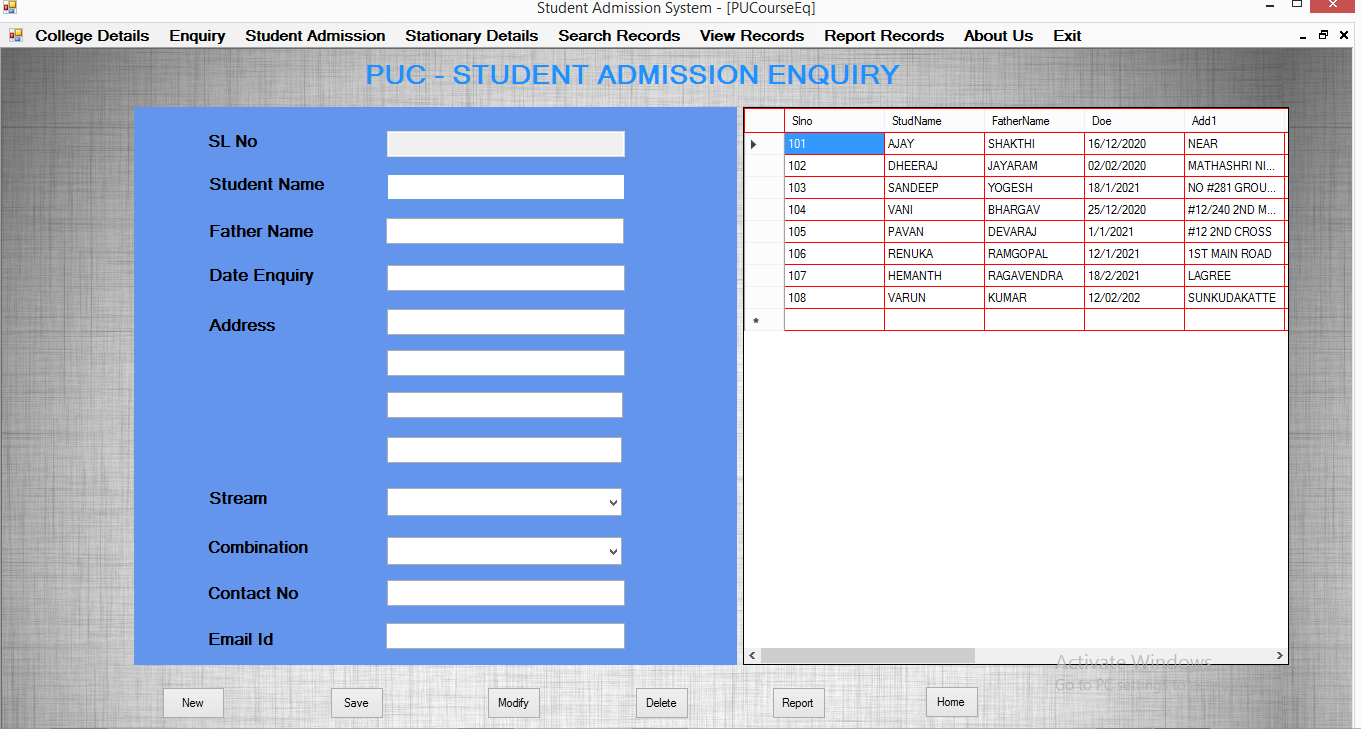 Student Admission System - [PUCourseEq]
College Details Enquiry Student Admission Stationary Details Search Records View Records Report Records About Us Exit
PUC - STUDENT ADMISSION ENQUIRY
SL No
Student Name
Father Name
Date Enquiry
Address
Stream
Combination
Contact No
Email Id
Slno StudName FatherName Doe Add1
101 AJAY SHAKTHI 16/12/2020 NEAR
102 DHEERAJ JAYARAM 02/02/2020 MATHASHRI NI...
103 SANDEEP YOGESH 18/1/2021 NO #281 GROU...
104 VANI BHARGAV 25/12/2020 #12/240 2ND M...
105 PAVAN DEVARAJ 1/1/2021 #12 2ND CROSS
106 RENUKA RAMGOPAL 12/1/2021 1ST MAIN ROAD
107 HEMANTH RAGAVENDRA 18/2/2021 LAGREE
108 VARUN KUMAR 12/02/202 SUNKUDAKATTE
*
Activate Windows
Go to PC settings to
New Save Modify Delete Report Home